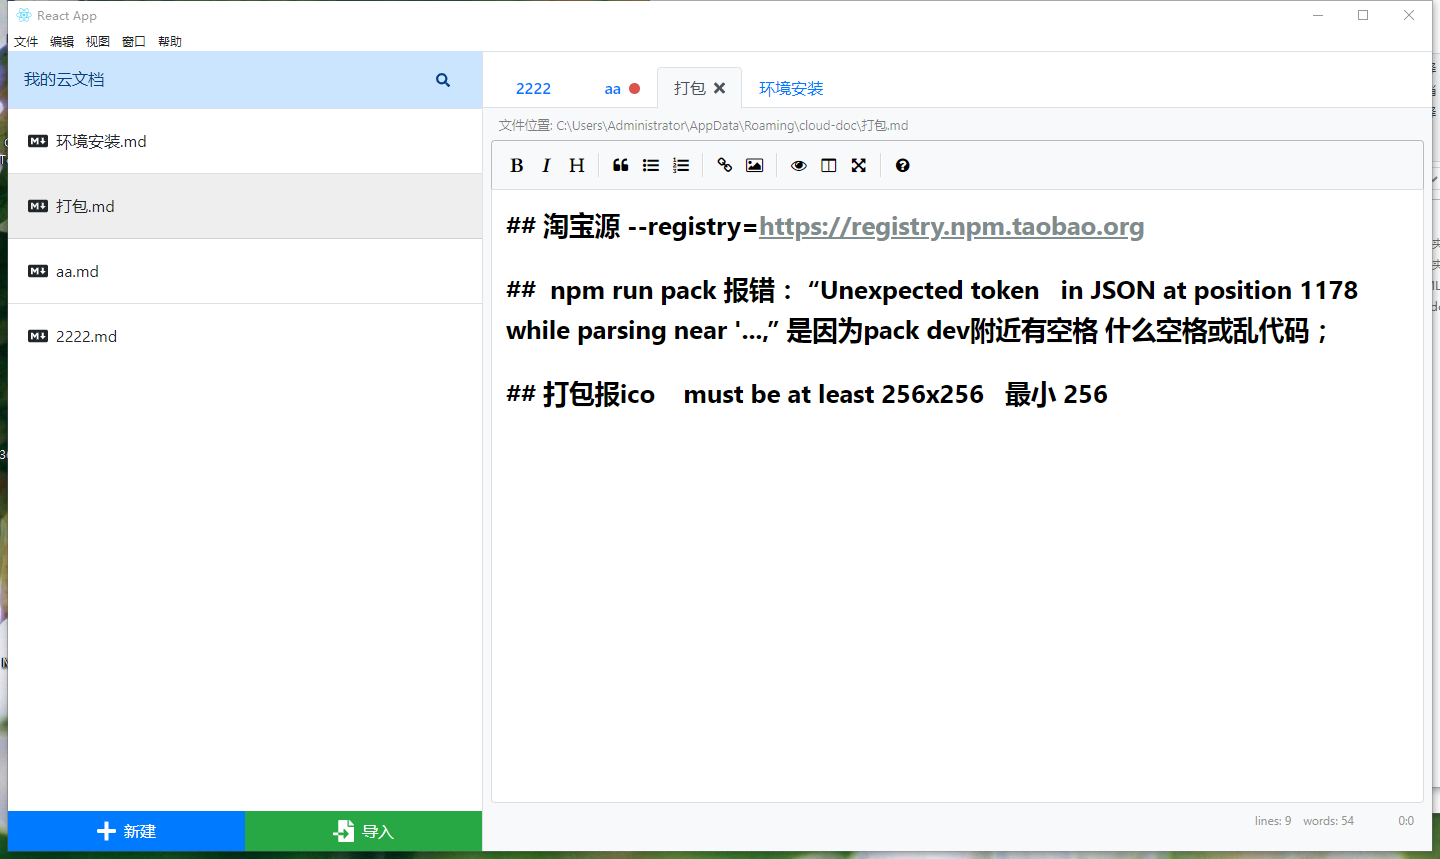 React App
文件 编辑 视图 窗口 帮助
我的云文档
环境安装.md
打包.md
aa.md
2222.md
新建
导入
2222
aa
打包
环境安装
文件位置: C:\Users\Administrator\AppData\Roaming\cloud-doc\打包.md
B I H
## 淘宝源 --registry=https://registry.npm.taobao.org
##  npm run pack 报错： “Unexpected token   in JSON at position 1178
while parsing near '...,” 是因为pack dev附近有空格 什么空格或乱代码；
## 打包报ico    must be at least 256x256   最小 256
lines: 9 words: 54 0:0